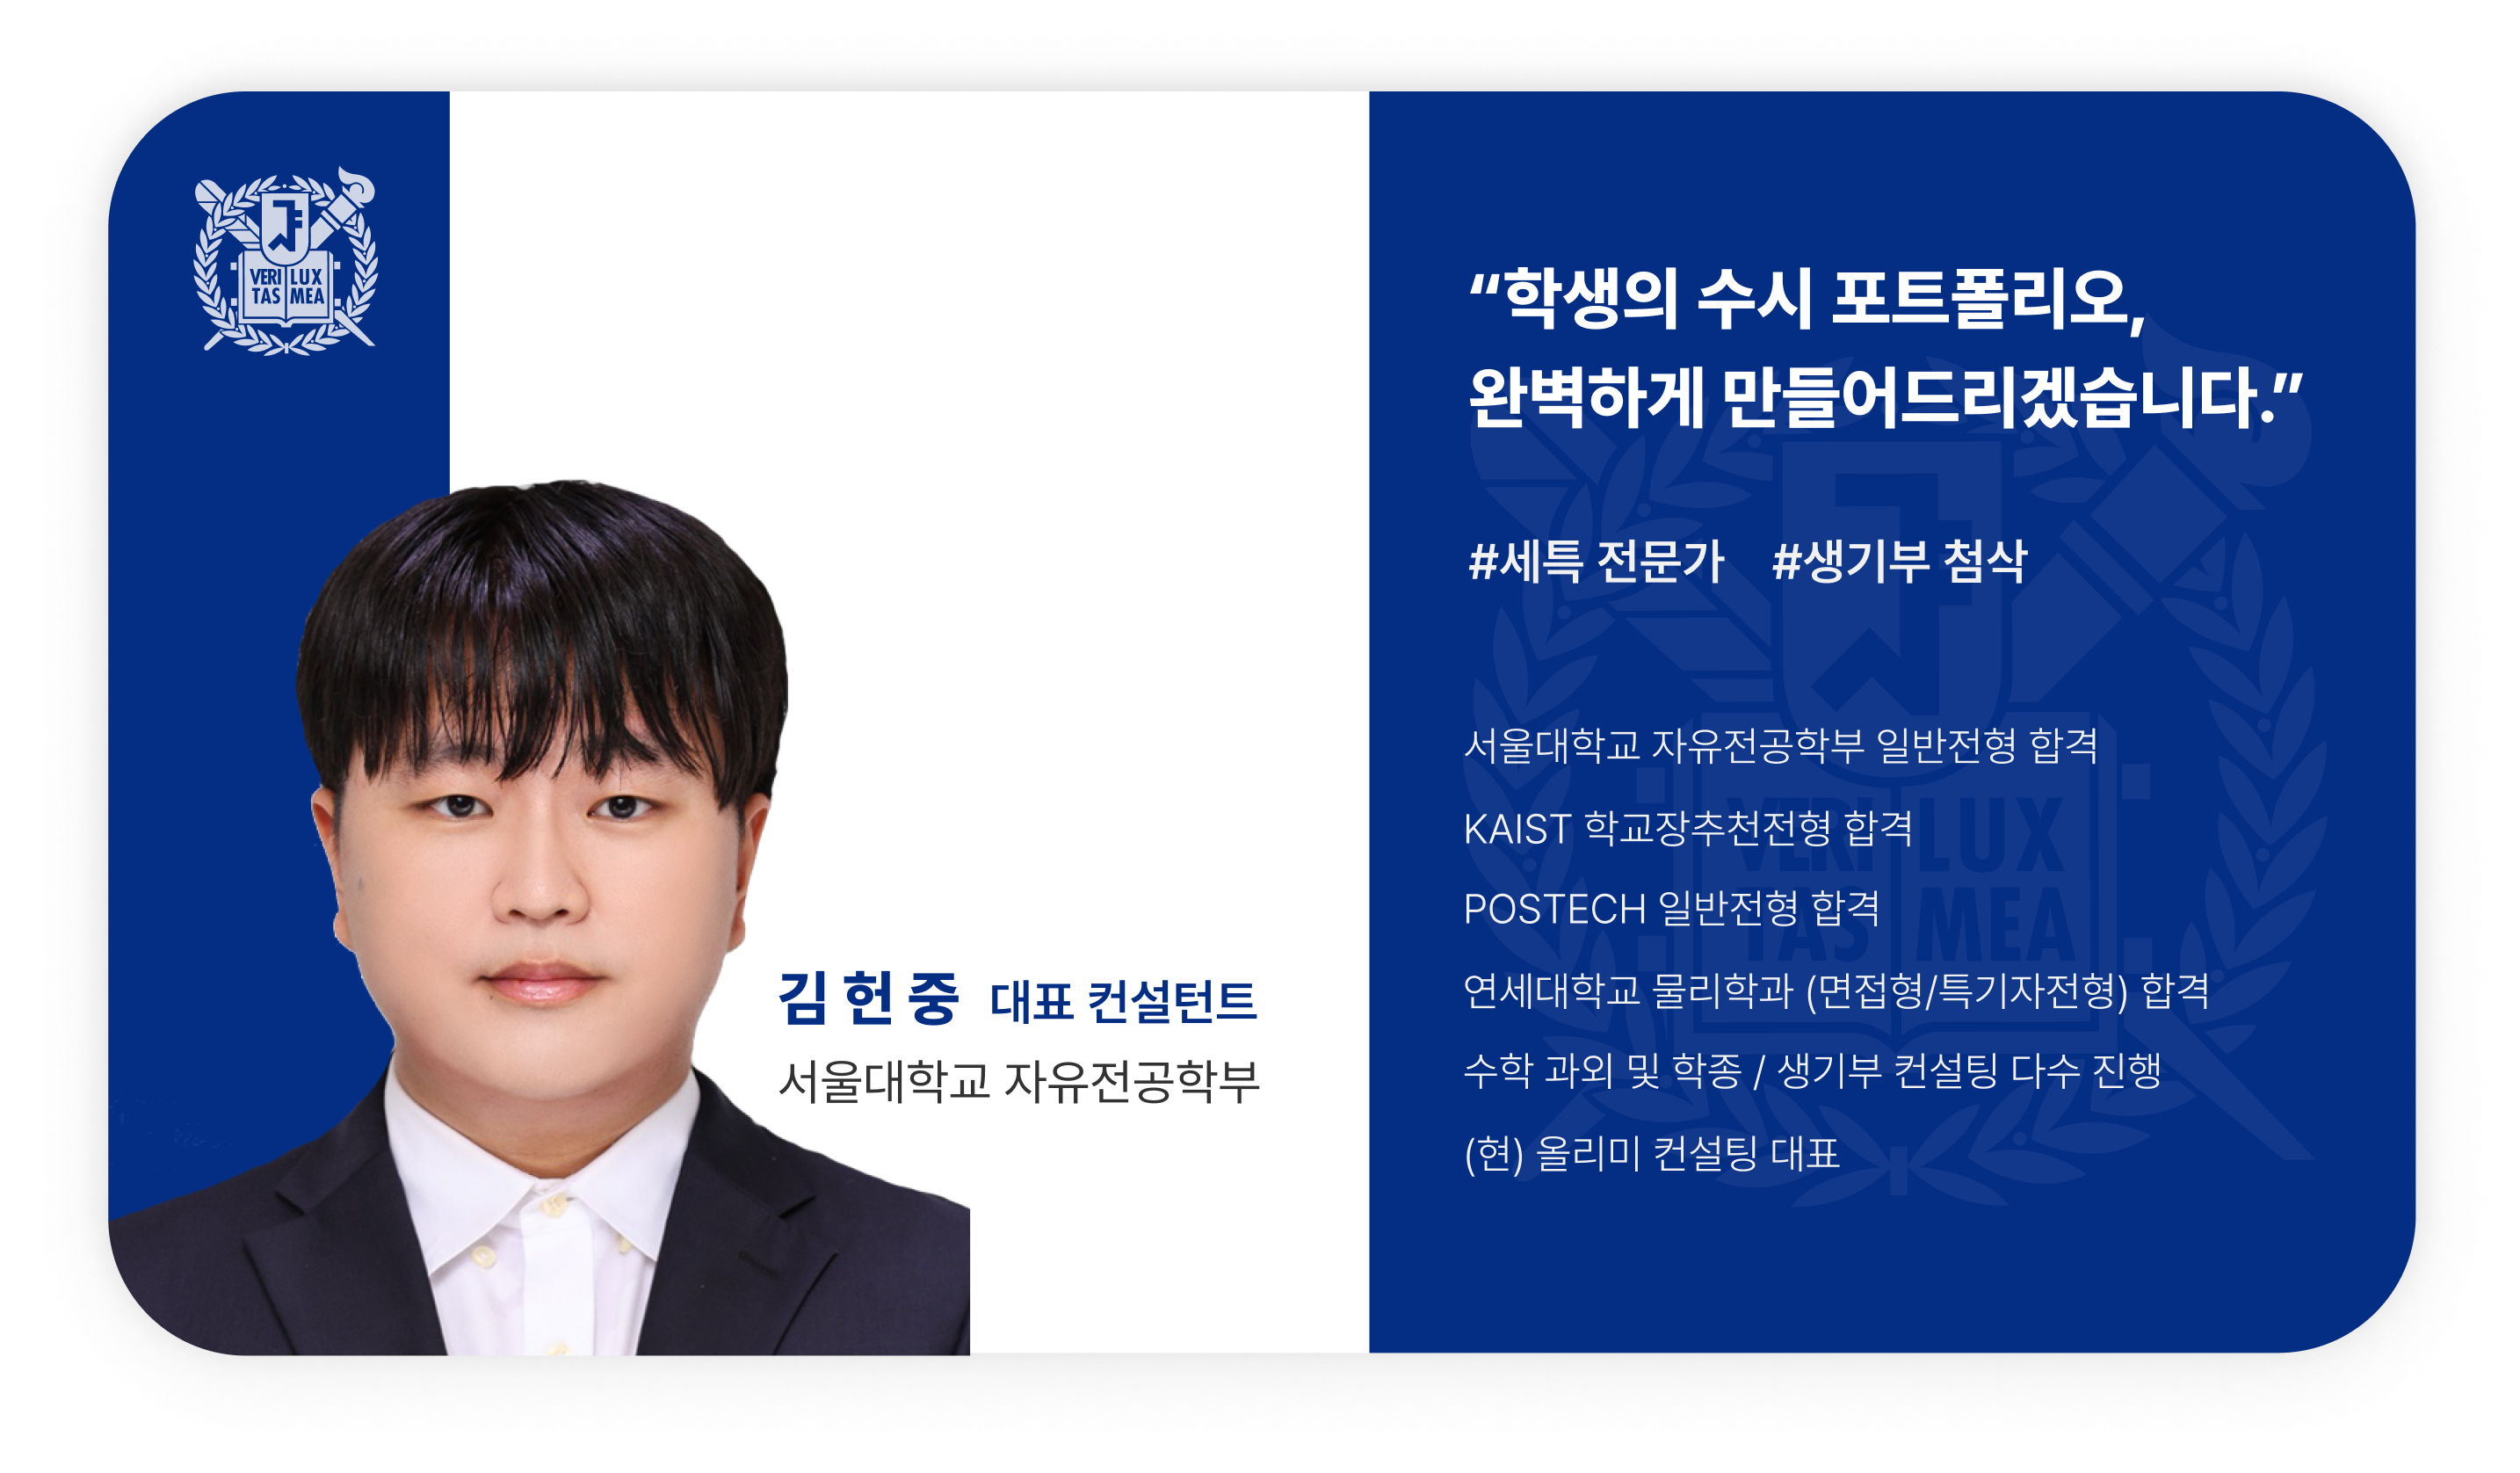 VERI LUX
TAS MEA
김헌중 대표 컨설턴트
서울대학교 자유전공학부
“학생의 수시 포트폴리오,
완벽하게 만들어드리겠습니다.”
#세특 전문가 #생기부 첨삭
서울대학교 자유전공학부 일반전형 합격
KAIST 학교장추천전형 합격
POSTECH 일반전형 합격
연세대학교 물리학과 (면접형/특기자전형) 합격
수학 과외 및 학종 / 생기부 컨설팅 다수 진행
(현) 올리미 컨설팅 대표
VERI LUX
TAS MEA